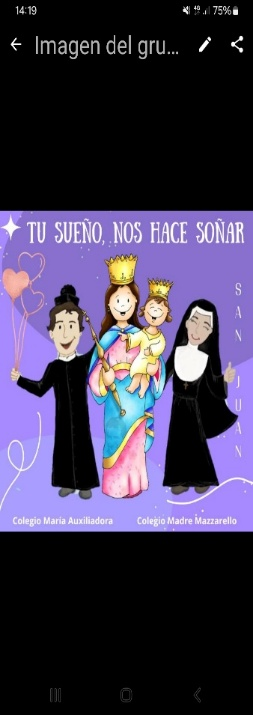 14:19
4G
75%
Imagen del gru...
TU SUEÑO, NOS HACE SOÑAR
SAN JUAN
Colegio María Auxiliadora
Colegio Madre Mazzarello